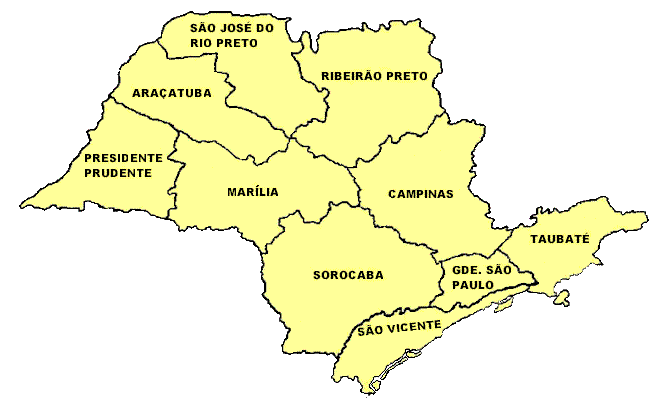 SÃO JOSÉ DO
RIO PRETO
RIBEIRÃO PRETO
ARAÇATUBA
PRESIDENTE
PRUDENTE
MARÍLIA
CAMPINAS
TAUBATÉ
SOROCABA
GDE. SÃO
PAULO
SÃO VICENTE